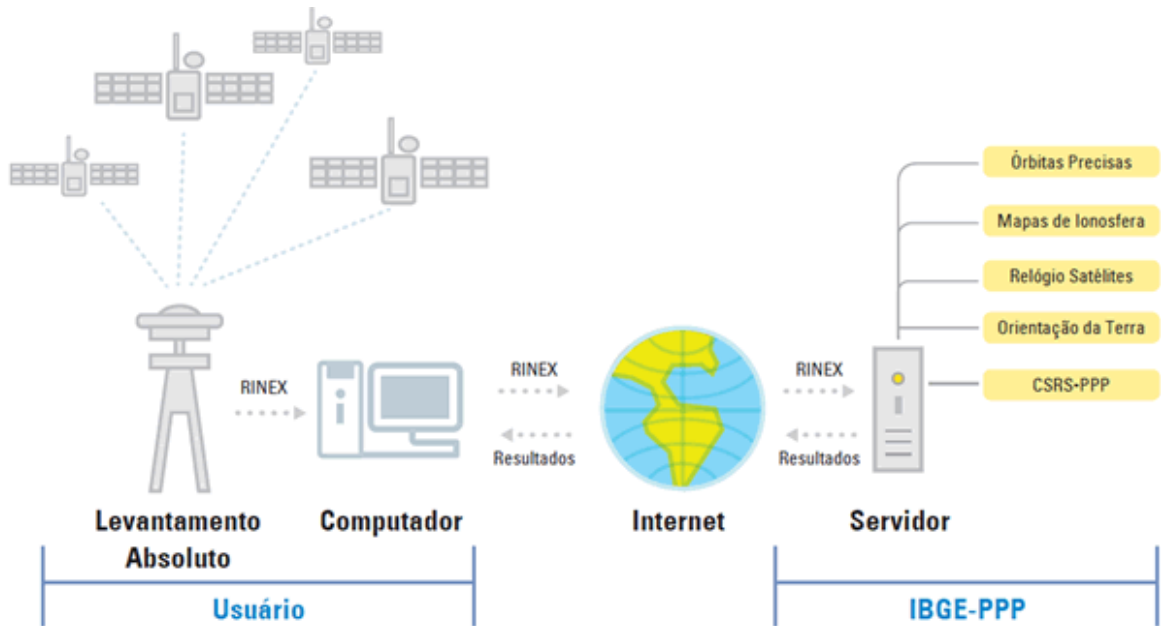 Órbitas Precisas
Mapas de Ionosfera
Relógio Satélites
Orientação da Terra
CSRS-PPP
RINEX
RINEX
RINEX
Resultados
Resultados
Levantamento
Absoluto
Computador
Internet
Servidor
Usuário
IBGE-PPP